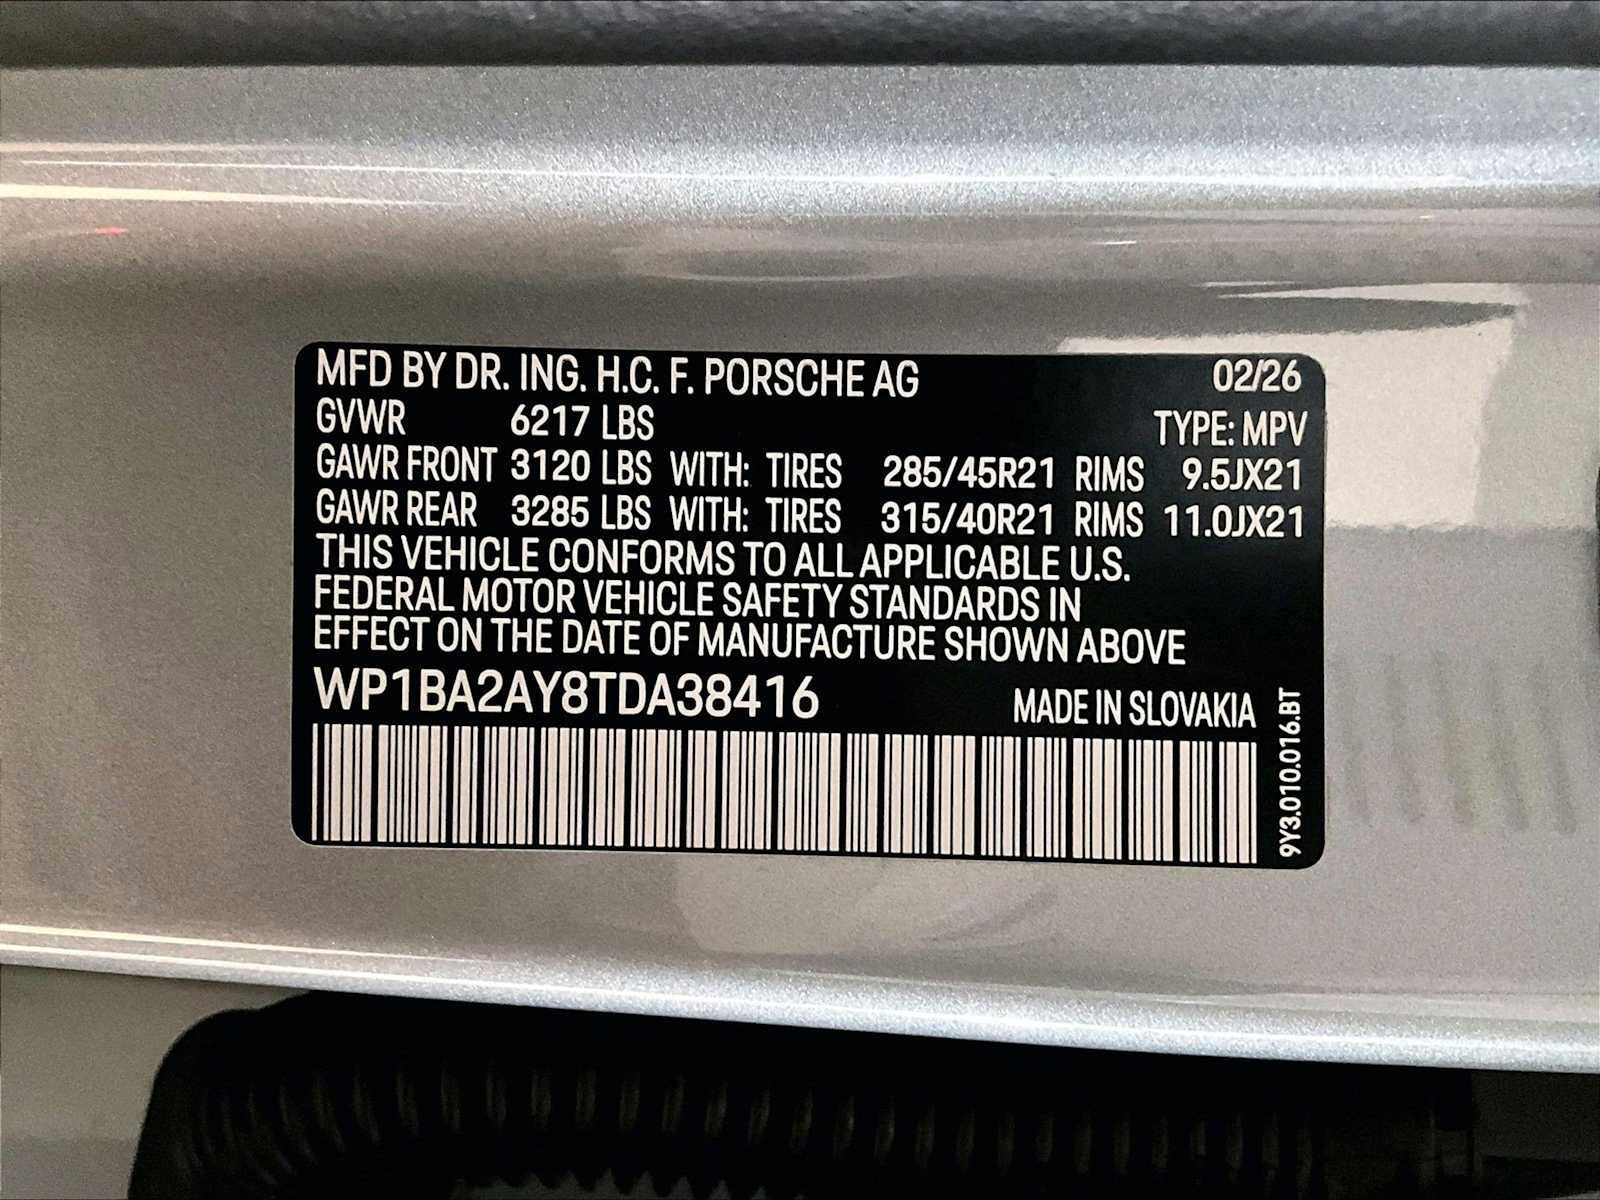 MFD BY DR. ING. H.C. F. PORSCHE AG 02/26
GVWR 6217 LBS TYPE: MPV
GAWR FRONT 3120 LBS WITH: TIRES 285/45R21 RIMS 9.5JX21
GAWR REAR 3285 LBS WITH: TIRES 315/40R21 RIMS 11.0JX21
THIS VEHICLE CONFORMS TO ALL APPLICABLE U.S.
FEDERAL MOTOR VEHICLE SAFETY STANDARDS IN
EFFECT ON THE DATE OF MANUFACTURE SHOWN ABOVE
WP1BA2AY8TDA38416 MADE IN SLOVAKIA
9Y3.010.016.BT